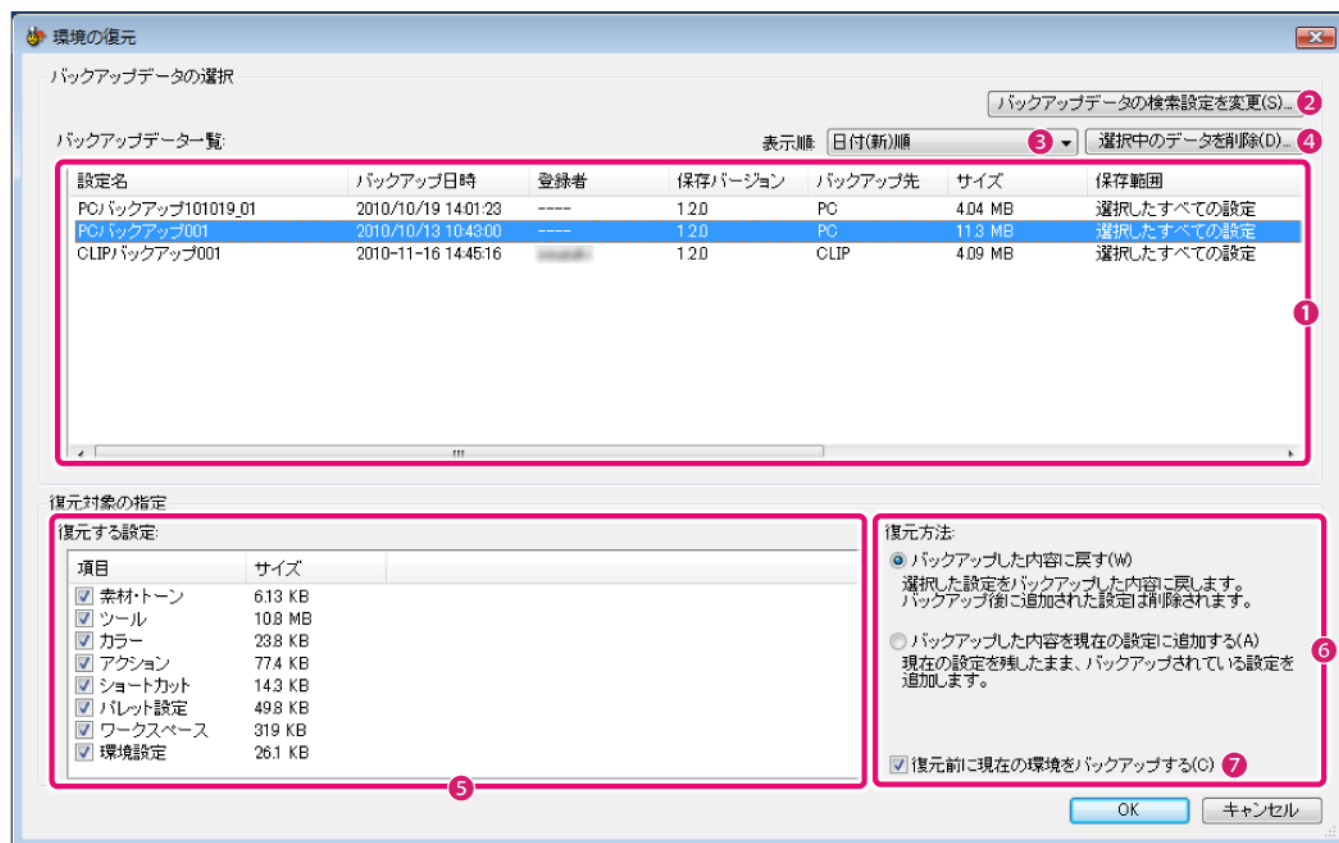 環境の復元
バックアップデータの選択
バックアップデータの検索設定を変更(S)... ❷
バックアップデーター覧:
表示順: 日付(新)順 ❸ 選択中のデータを削除(D)... ❹
設定名 バックアップ日時 登録者 保存バージョン バックアップ先 サイズ 保存範囲
PCバックアップ101019_01 2010/10/19 14:01:23 ---- 1.2.0 PC 4.04 MB 選択したすべての設定
PCバックアップ001 2010/10/13 10:43:00 ---- 1.2.0 PC 11.3 MB 選択したすべての設定
CLIPバックアップ001 2010-11-16 14:45:16 1.2.0 CLIP 4.09 MB 選択したすべての設定
❶
復元対象の指定
復元する設定:
項目 サイズ
素材・トーン 6.13 KB
ツール 10.8 MB
カラー 23.8 KB
アクション 77.4 KB
ショートカット 14.3 KB
パレット設定 49.8 KB
ワークスペース 319 KB
環境設定 26.1 KB
❺
復元方法:
バックアップした内容に戻す(W)
選択した設定をバックアップした内容に戻します。
バックアップ後に追加された設定は削除されます。
バックアップした内容を現在の設定に追加する(A)
❻
現在の設定を残したまま、バックアップされている設定を
追加します。
復元前に現在の環境をバックアップする(C) ❼
OK キャンセル